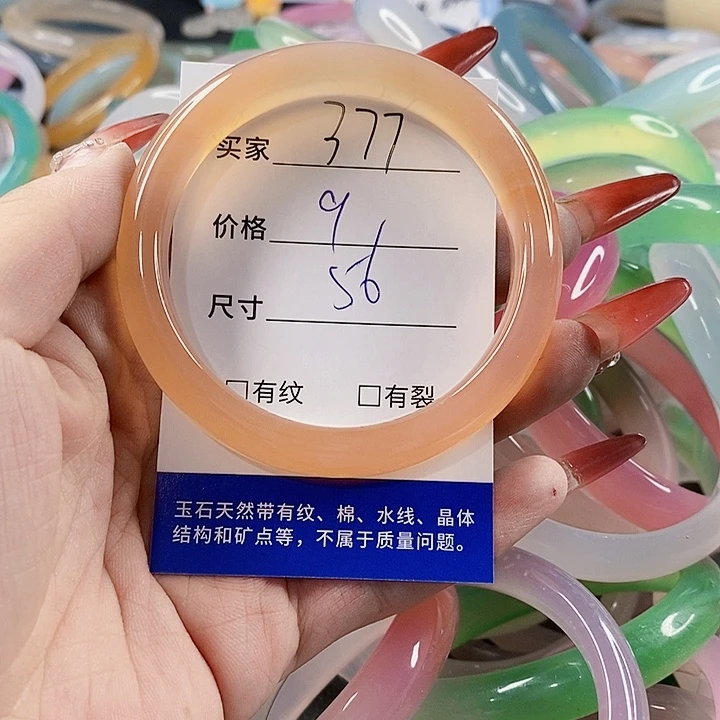 买家 377
价格 9
尺寸 56
□有纹 □有裂
玉石天然带有纹、棉、水线、晶体
结构和矿点等，不属于质量问题。